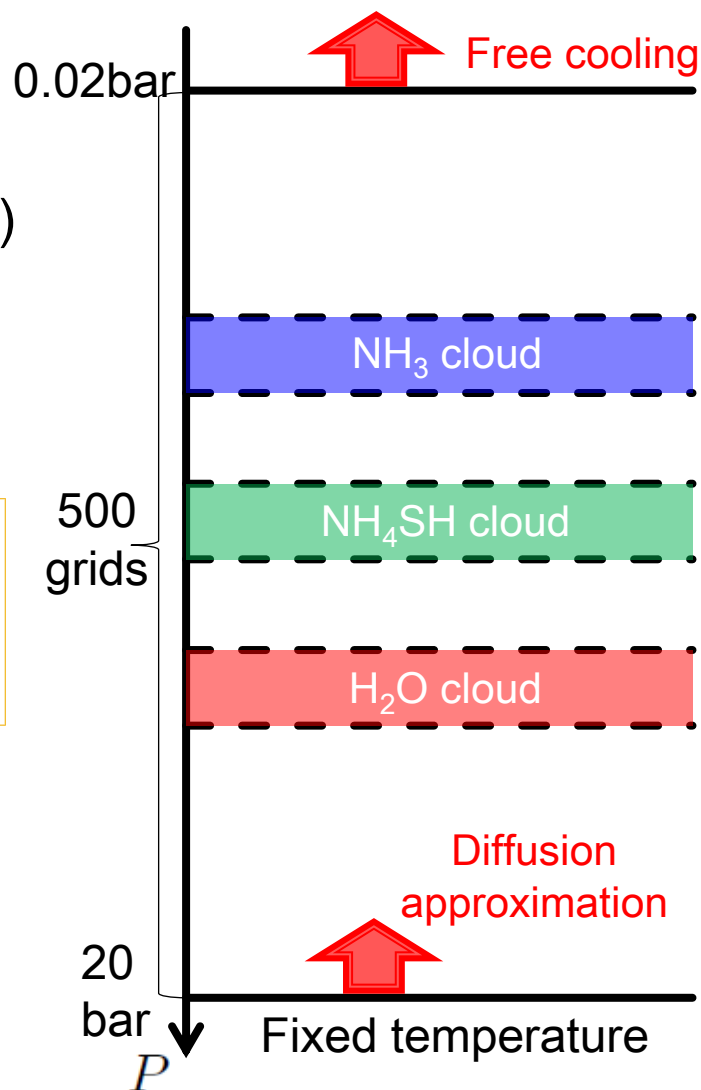 Free cooling
0.02bar
)
NH₃ cloud
500
grids
NH₄SH cloud
H₂O cloud
Diffusion
approximation
20
bar
Fixed temperature
P